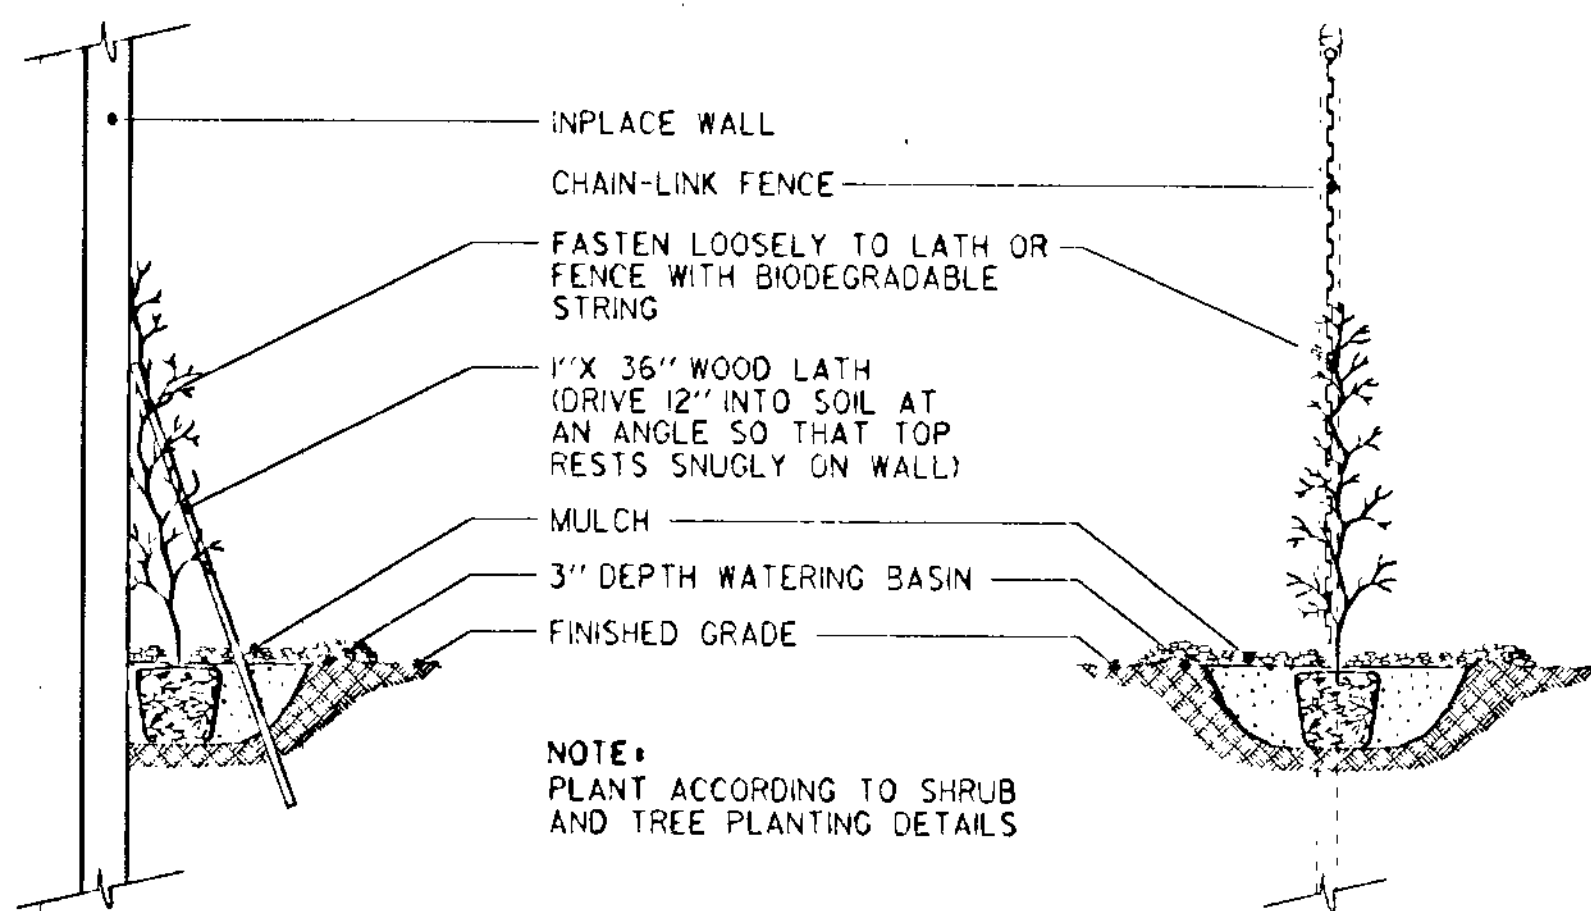 INPLACE WALL
CHAIN-LINK FENCE
FASTEN LOOSELY TO LATH OR
FENCE WITH BIODEGRADABLE
STRING
1"X 36" WOOD LATH
(DRIVE 12" INTO SOIL AT
AN ANGLE SO THAT TOP
RESTS SNUGLY ON WALL)
MULCH
3" DEPTH WATERING BASIN
FINISHED GRADE
NOTE:
PLANT ACCORDING TO SHRUB
AND TREE PLANTING DETAILS